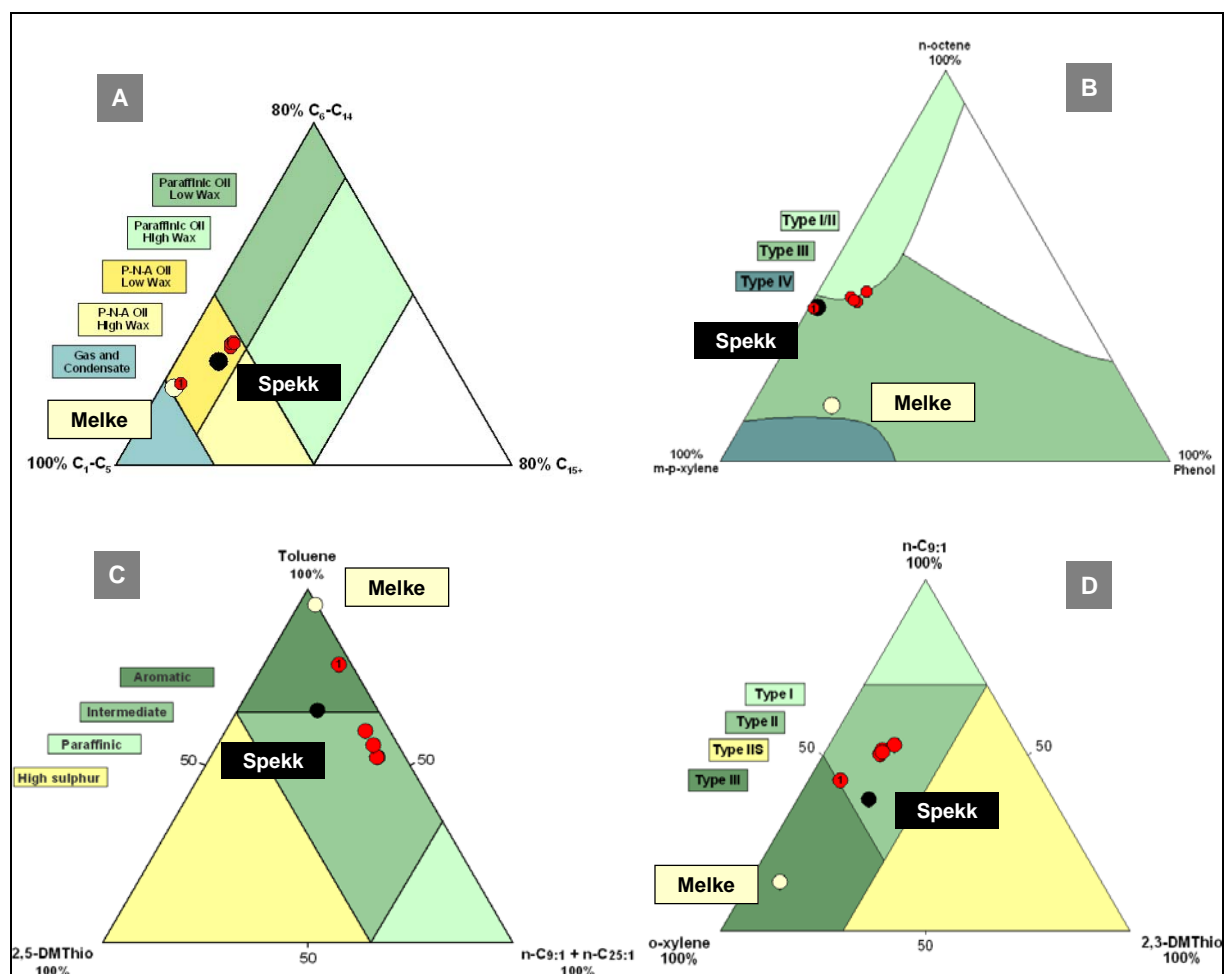 A
80% C₆-C₁₄
Paraffinic Oil
Low Wax
Paraffinic Oil
High Wax
P-N-A Oil
Low Wax
P-N-A Oil
High Wax
Gas and
Condensate
1
Spekk
Melke
100% C₁-C₅
80% C₁₅₊
n-octene
100%
B
Type I/II
Type III
Type IV
1
Spekk
Melke
100%
m-p-xylene
100%
Phenol
C
Toluene
100%
Melke
1
Aromatic
Intermediate
Paraffinic
High sulphur
50
Spekk
50
2,5-DMThio
100%
50
n-C9:1 + n-C25:1
100%
n-C9:1
100%
D
Type I
Type II
Type IIS
Type III
50
50
1
Spekk
Melke
o-xylene
100%
50
2,3-DMThio
100%